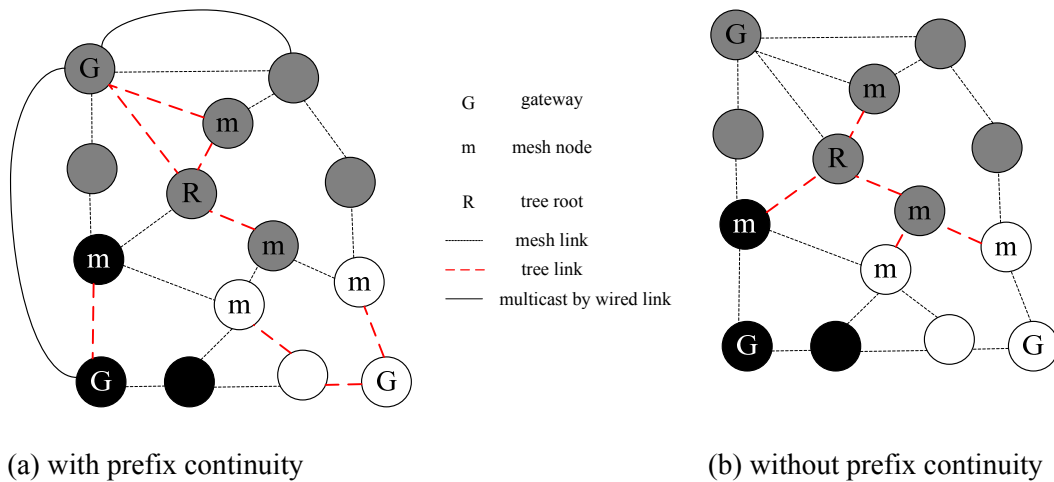 G
m
R
m
m
m
m
G
G
G gateway
m mesh node
R tree root
mesh link
tree link
multicast by wired link
G
m
R
m
m
m
m
G
G
(a) with prefix continuity
(b) without prefix continuity